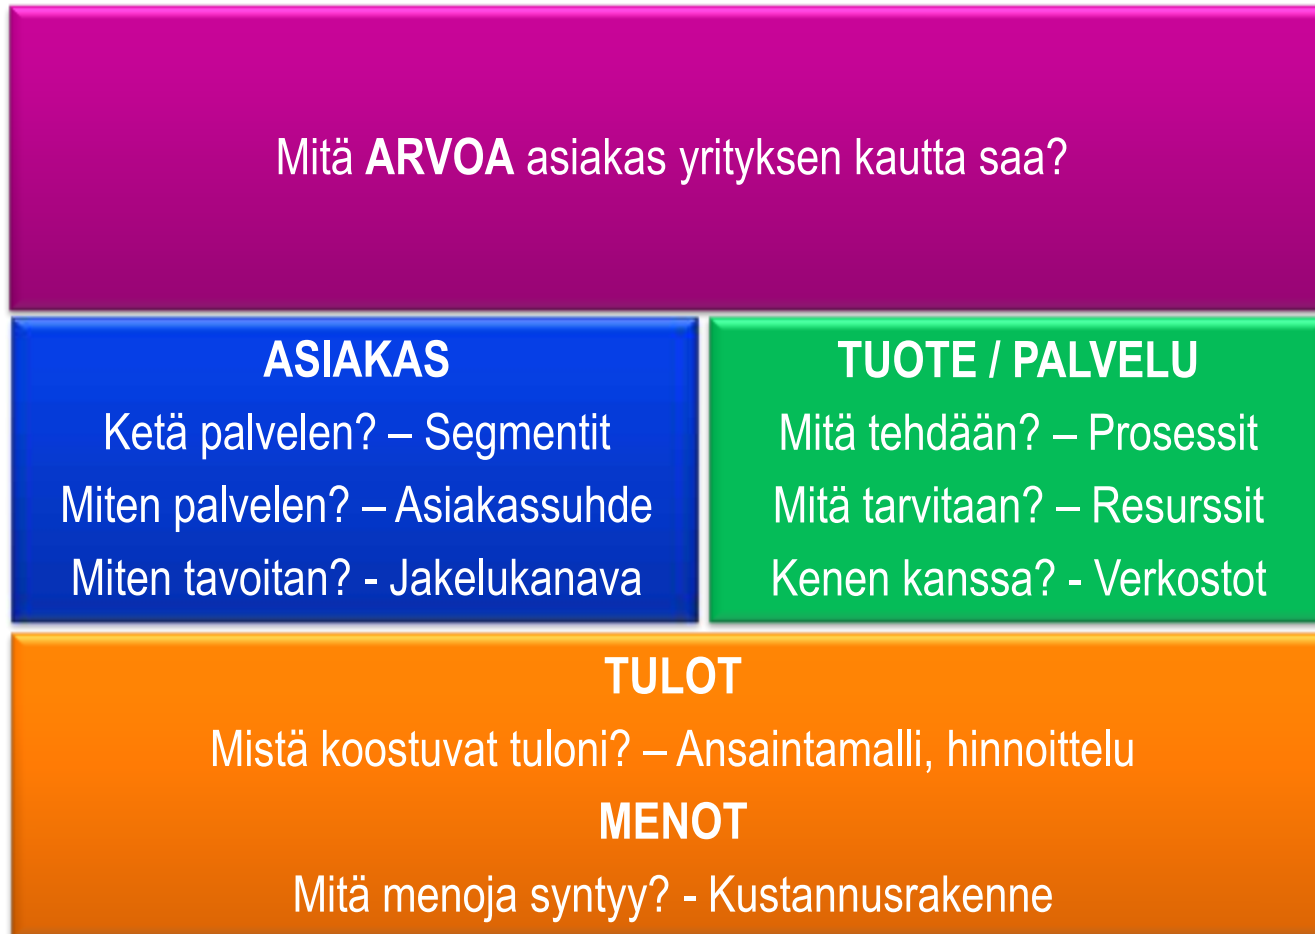 Mitä ARVOA asiakas yrityksen kautta saa?
ASIAKAS
Ketä palvelen? – Segmentit
Miten palvelen? – Asiakassuhde
Miten tavoitan? - Jakelukanava
TUOTE / PALVELU
Mitä tehdään? – Prosessit
Mitä tarvitaan? – Resurssit
Kenen kanssa? - Verkostot
TULOT
Mistä koostuvat tuloni? – Ansaintamalli, hinnoittelu
MENOT
Mitä menoja syntyy? - Kustannusrakenne